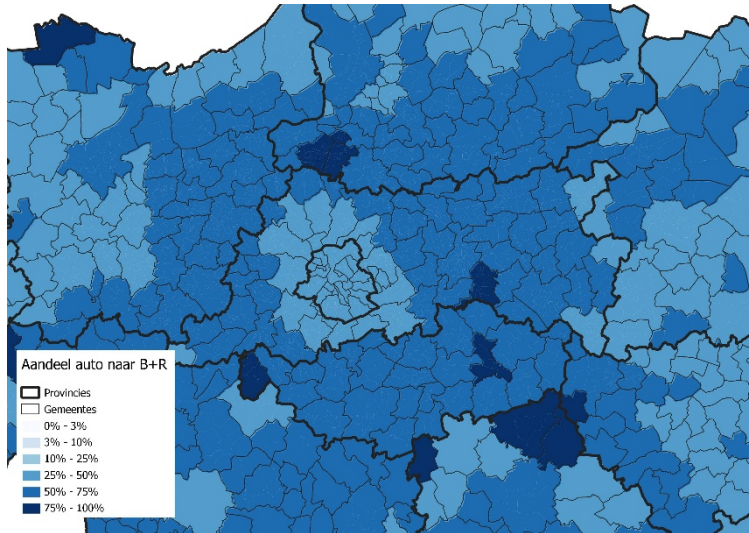 Aandeel auto naar B+R
Provincies
Gemeentes
0% - 3%
3% - 10%
10% - 25%
25% - 50%
50% - 75%
75% - 100%